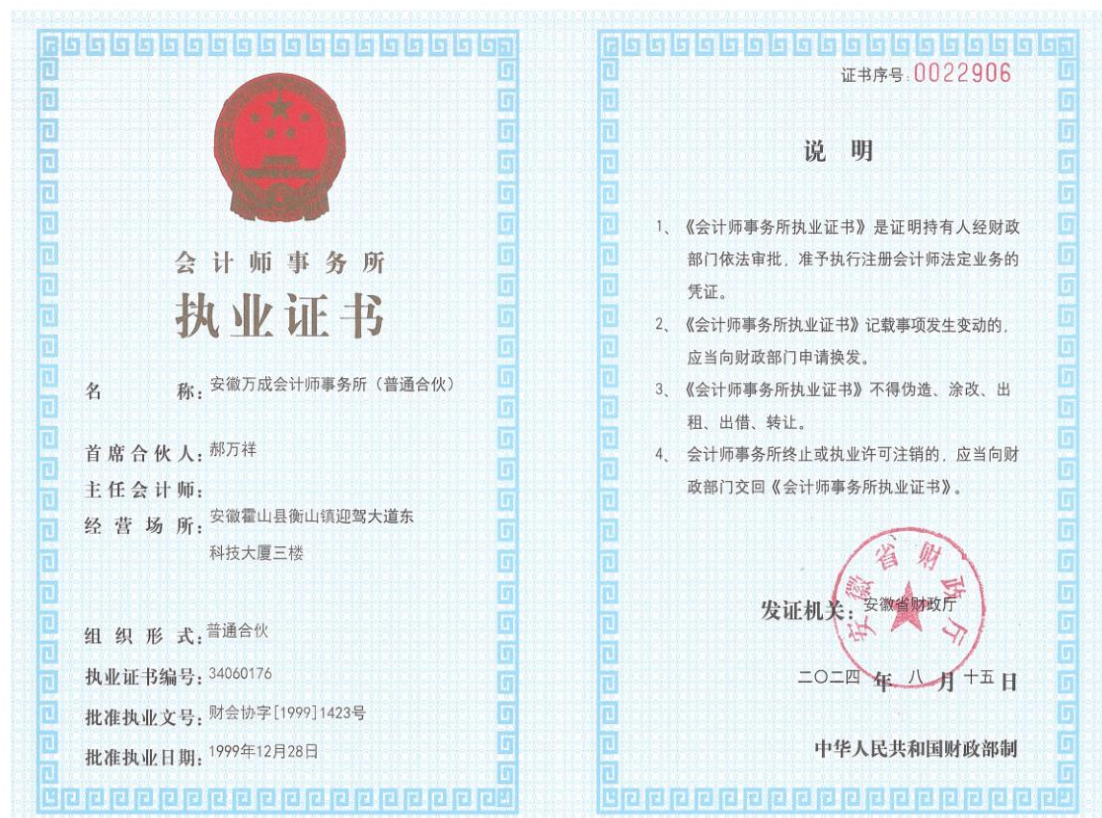 会计师事务所
执业证书
名称：安徽万成会计师事务所（普通合伙）
首席合伙人：郝万祥
主任会计师：
经营场所：安徽霍山县衡山镇迎驾大道东
科技大厦三楼
组织形式：普通合伙
执业证书编号：34060176
批准执业文号：财会协字[1999]1423号
批准执业日期：1999年12月28日
证书序号：0022906
说明
1、《会计师事务所执业证书》是证明持有人经财政
部门依法审批，准予执行注册会计师法定业务的
凭证。
2、《会计师事务所执业证书》记载事项发生变动的，
应当向财政部门申请换发。
3、《会计师事务所执业证书》不得伪造、涂改、出
租、出借、转让。
4、会计师事务所终止或执业许可注销的，应当向财
政部门交回《会计师事务所执业证书》。
安徽省财政厅
发证机关：安徽省财政厅
二〇二四年八月十五日
中华人民共和国财政部制